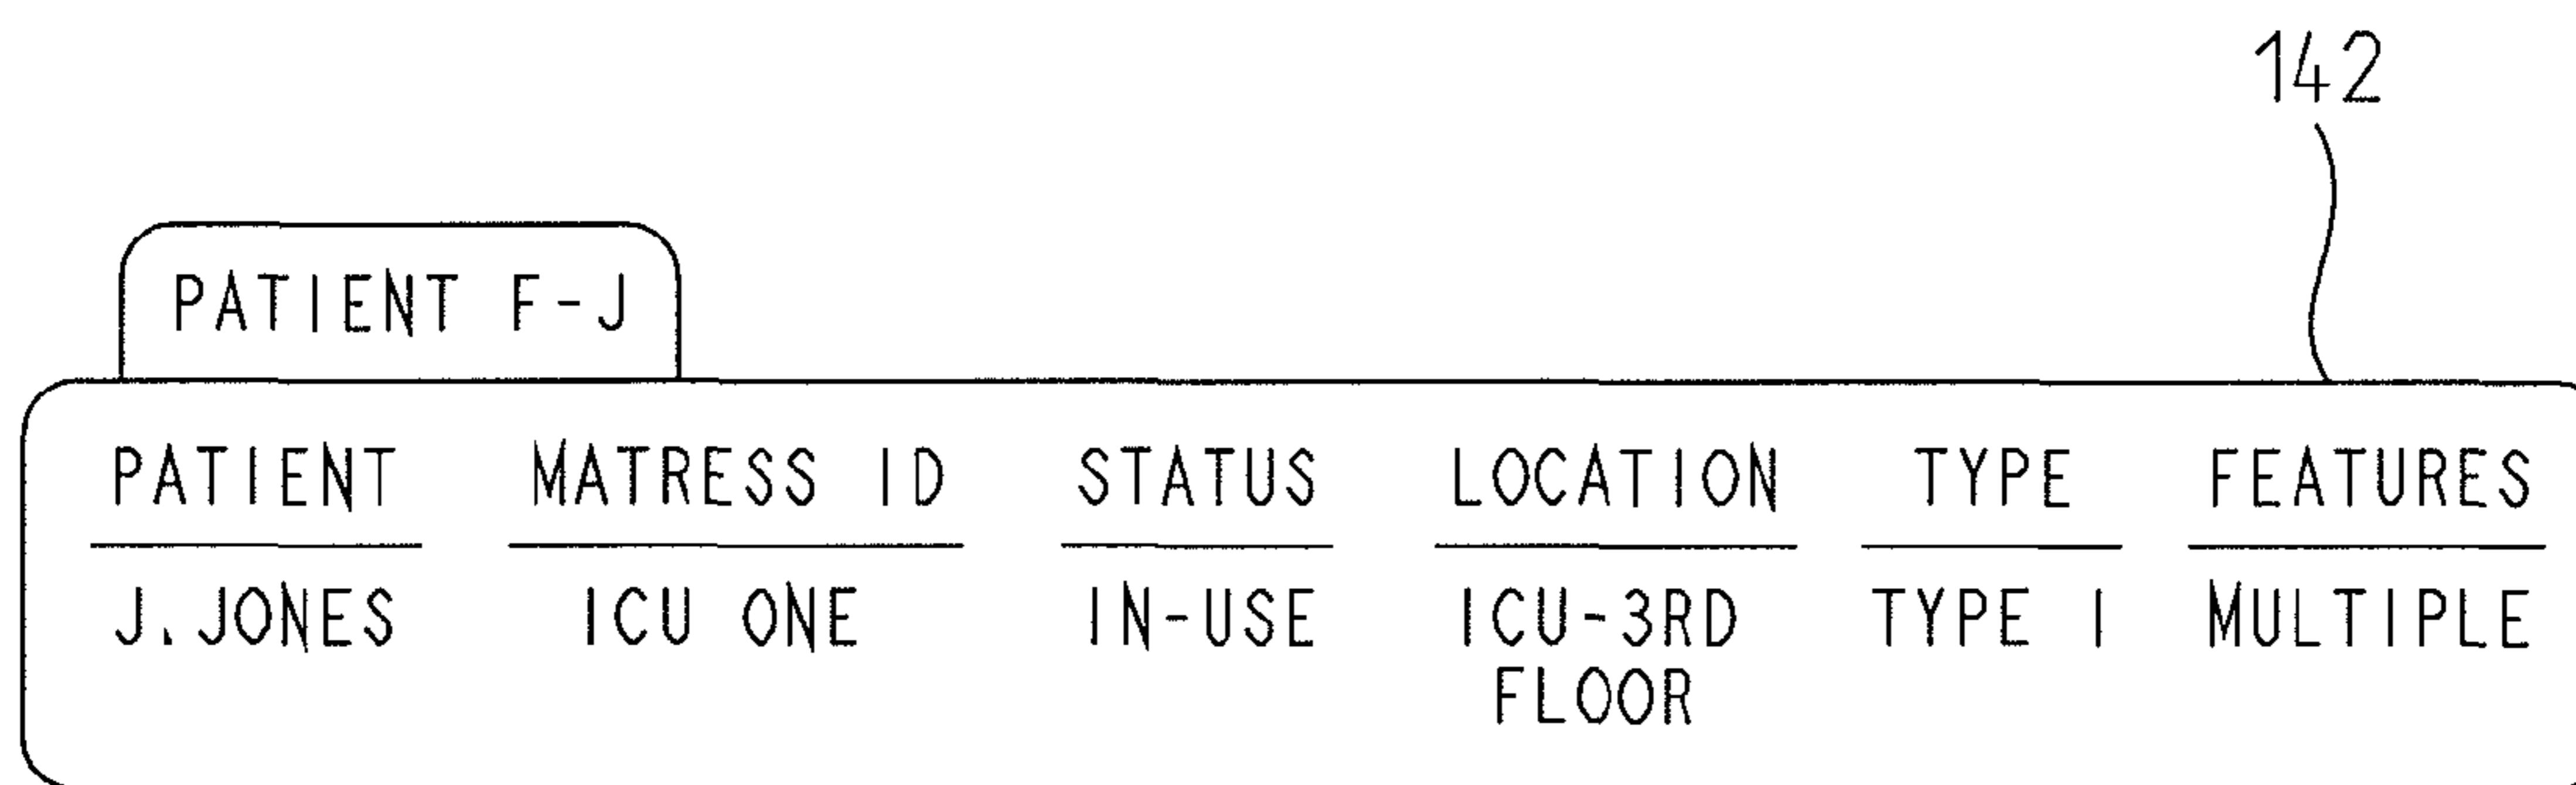 142
PATIENT F-J
PATIENT MATRESS ID STATUS LOCATION TYPE FEATURES
J.JONES ICU ONE IN-USE ICU-3RD TYPE I MULTIPLE
FLOOR